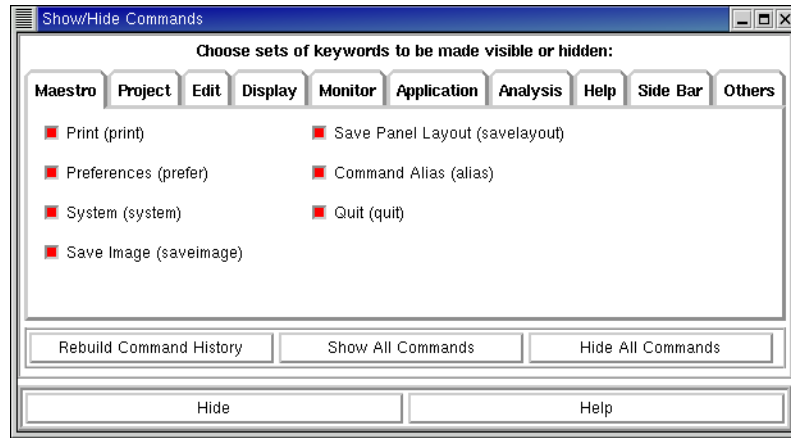 Show/Hide Commands
Choose sets of keywords to be made visible or hidden:
Maestro Project Edit Display Monitor Application Analysis Help Side Bar Others
Print (print) Save Panel Layout (savelayout)
Preferences (prefer) Command Alias (alias)
System (system) Quit (quit)
Save Image (saveimage)
Rebuild Command History Show All Commands Hide All Commands
Hide Help